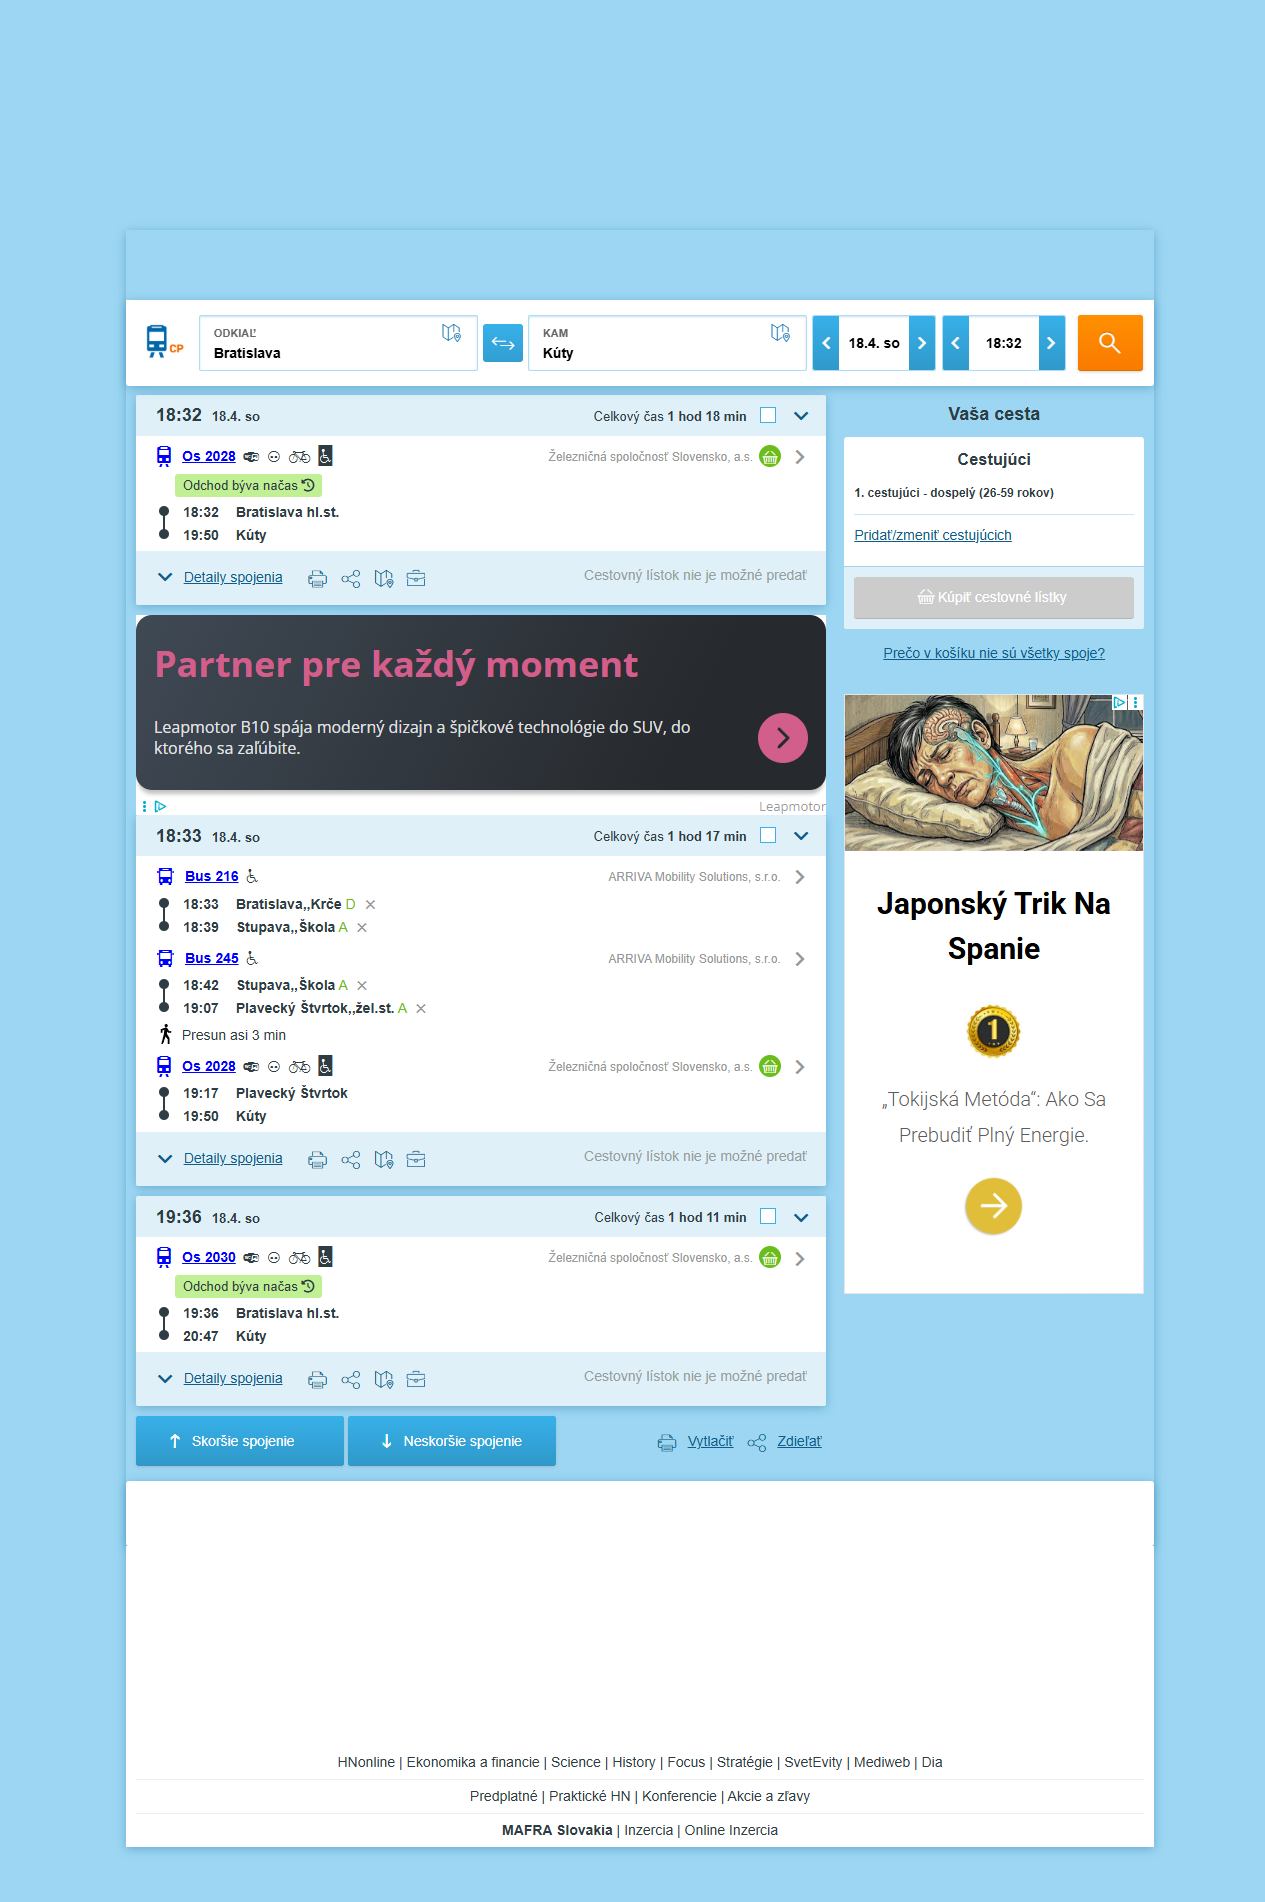 CP
ODKIAĽ
Bratislava
KAM
Kúty
18.4. so
18:32
18:32 18.4. so Celkový čas 1 hod 18 min
Os 2028 Železničná spoločnosť Slovensko, a.s.
Odchod býva načas
18:32 Bratislava hl.st.
19:50 Kúty
Detaily spojenia Cestovný lístok nie je možné predať
Partner pre každý moment
Leapmotor B10 spája moderný dizajn a špičkové technológie do SUV, do
ktorého sa zaľúbite.
Leapmotor
18:33 18.4. so Celkový čas 1 hod 17 min
Bus 216 ARRIVA Mobility Solutions, s.r.o.
18:33 Bratislava,,Krče D
18:39 Stupava,,Škola A
Bus 245 ARRIVA Mobility Solutions, s.r.o.
18:42 Stupava,,Škola A
19:07 Plavecký Štvrtok,,žel.st. A
Presun asi 3 min
Os 2028 Železničná spoločnosť Slovensko, a.s.
19:17 Plavecký Štvrtok
19:50 Kúty
Detaily spojenia Cestovný lístok nie je možné predať
19:36 18.4. so Celkový čas 1 hod 11 min
Os 2030 Železničná spoločnosť Slovensko, a.s.
Odchod býva načas
19:36 Bratislava hl.st.
20:47 Kúty
Detaily spojenia Cestovný lístok nie je možné predať
Skoršie spojenie Neskoršie spojenie Vytlačiť Zdieľať
Vaša cesta
Cestujúci
1. cestujúci - dospelý (26-59 rokov)
Pridať/zmeniť cestujúcich
Kúpiť cestovné lístky
Prečo v košíku nie sú všetky spoje?
Japonský Trik Na
Spanie
1
„Tokijská Metóda“: Ako Sa
Prebudiť Plný Energie.
HNonline | Ekonomika a financie | Science | History | Focus | Stratégie | SvetEvity | Mediweb | Dia
Predplatné | Praktické HN | Konferencie | Akcie a zľavy
MAFRA Slovakia | Inzercia | Online Inzercia